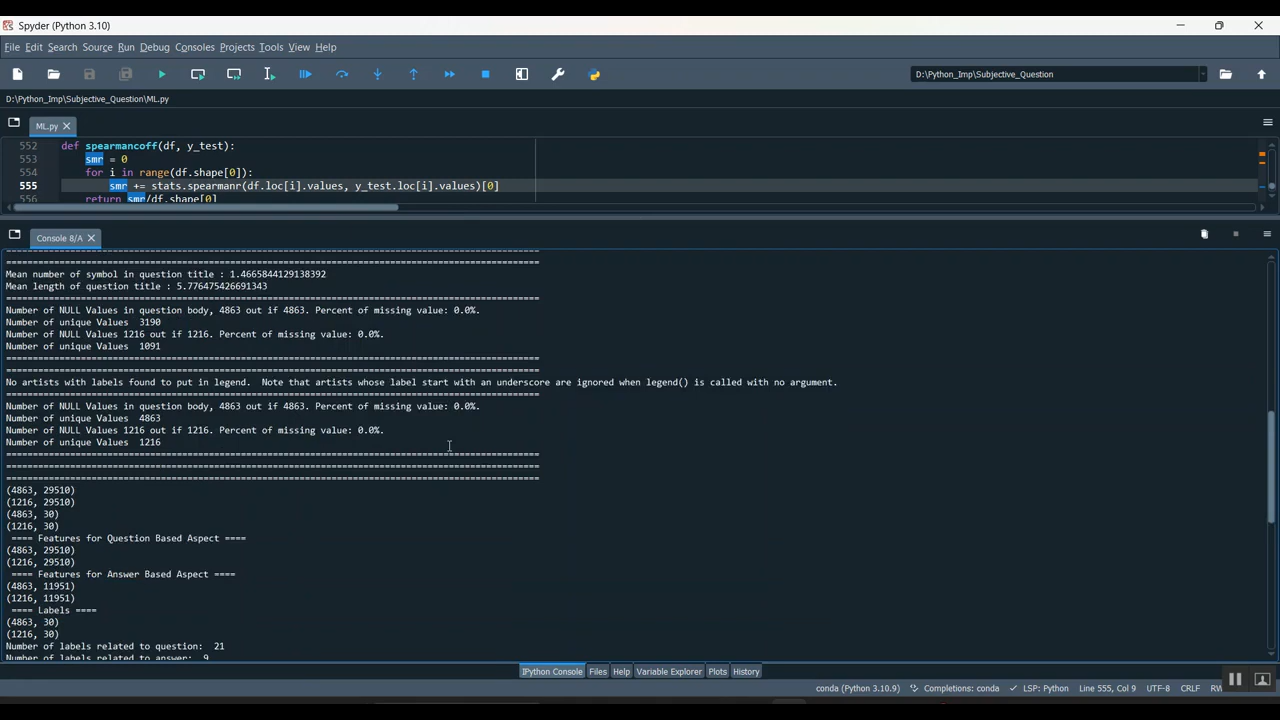 Spyder (Python 3.10)
File Edit Search Source Run Debug Consoles Projects Tools View Help
D:\Python_Imp\Subjective_Question
D:\Python_Imp\Subjective_Question\ML.py
ML.py
552 def spearmancoff(df, y_test):
553 smr = 0
554 for i in range(df.shape[0]):
555 smr += stats.spearmanr(df.loc[i].values, y_test.loc[i].values)[0]
556 return smr/df.shape[0]
Console 8/A
==========================================================================================
==========================================================================================
Mean number of symbol in question title : 1.4665844129138392
Mean length of question title : 5.776475426691343
==========================================================================================
Number of NULL Values in question body, 4863 out if 4863. Percent of missing value: 0.0%.
Number of unique Values  3190
Number of NULL Values 1216 out if 1216. Percent of missing value: 0.0%.
Number of unique Values  1091
==========================================================================================
==========================================================================================
No artists with labels found to put in legend.  Note that artists whose label start with an underscore are ignored when legend() is called with no argument.
==========================================================================================
Number of NULL Values in question body, 4863 out if 4863. Percent of missing value: 0.0%.
Number of unique Values  4863
Number of NULL Values 1216 out if 1216. Percent of missing value: 0.0%.
Number of unique Values  1216
==========================================================================================
==========================================================================================
==========================================================================================
(4863, 29510)
(1216, 29510)
(4863, 30)
(1216, 30)
==== Features for Question Based Aspect ====
(4863, 29510)
(1216, 29510)
==== Features for Answer Based Aspect ====
(4863, 11951)
(1216, 11951)
==== Labels ====
(4863, 30)
(1216, 30)
Number of labels related to question:  21
Number of labels related to answer:  9
IPython Console Files Help Variable Explorer Plots History
conda (Python 3.10.9) Completions: conda LSP: Python Line 555, Col 9 UTF-8 CRLF RW